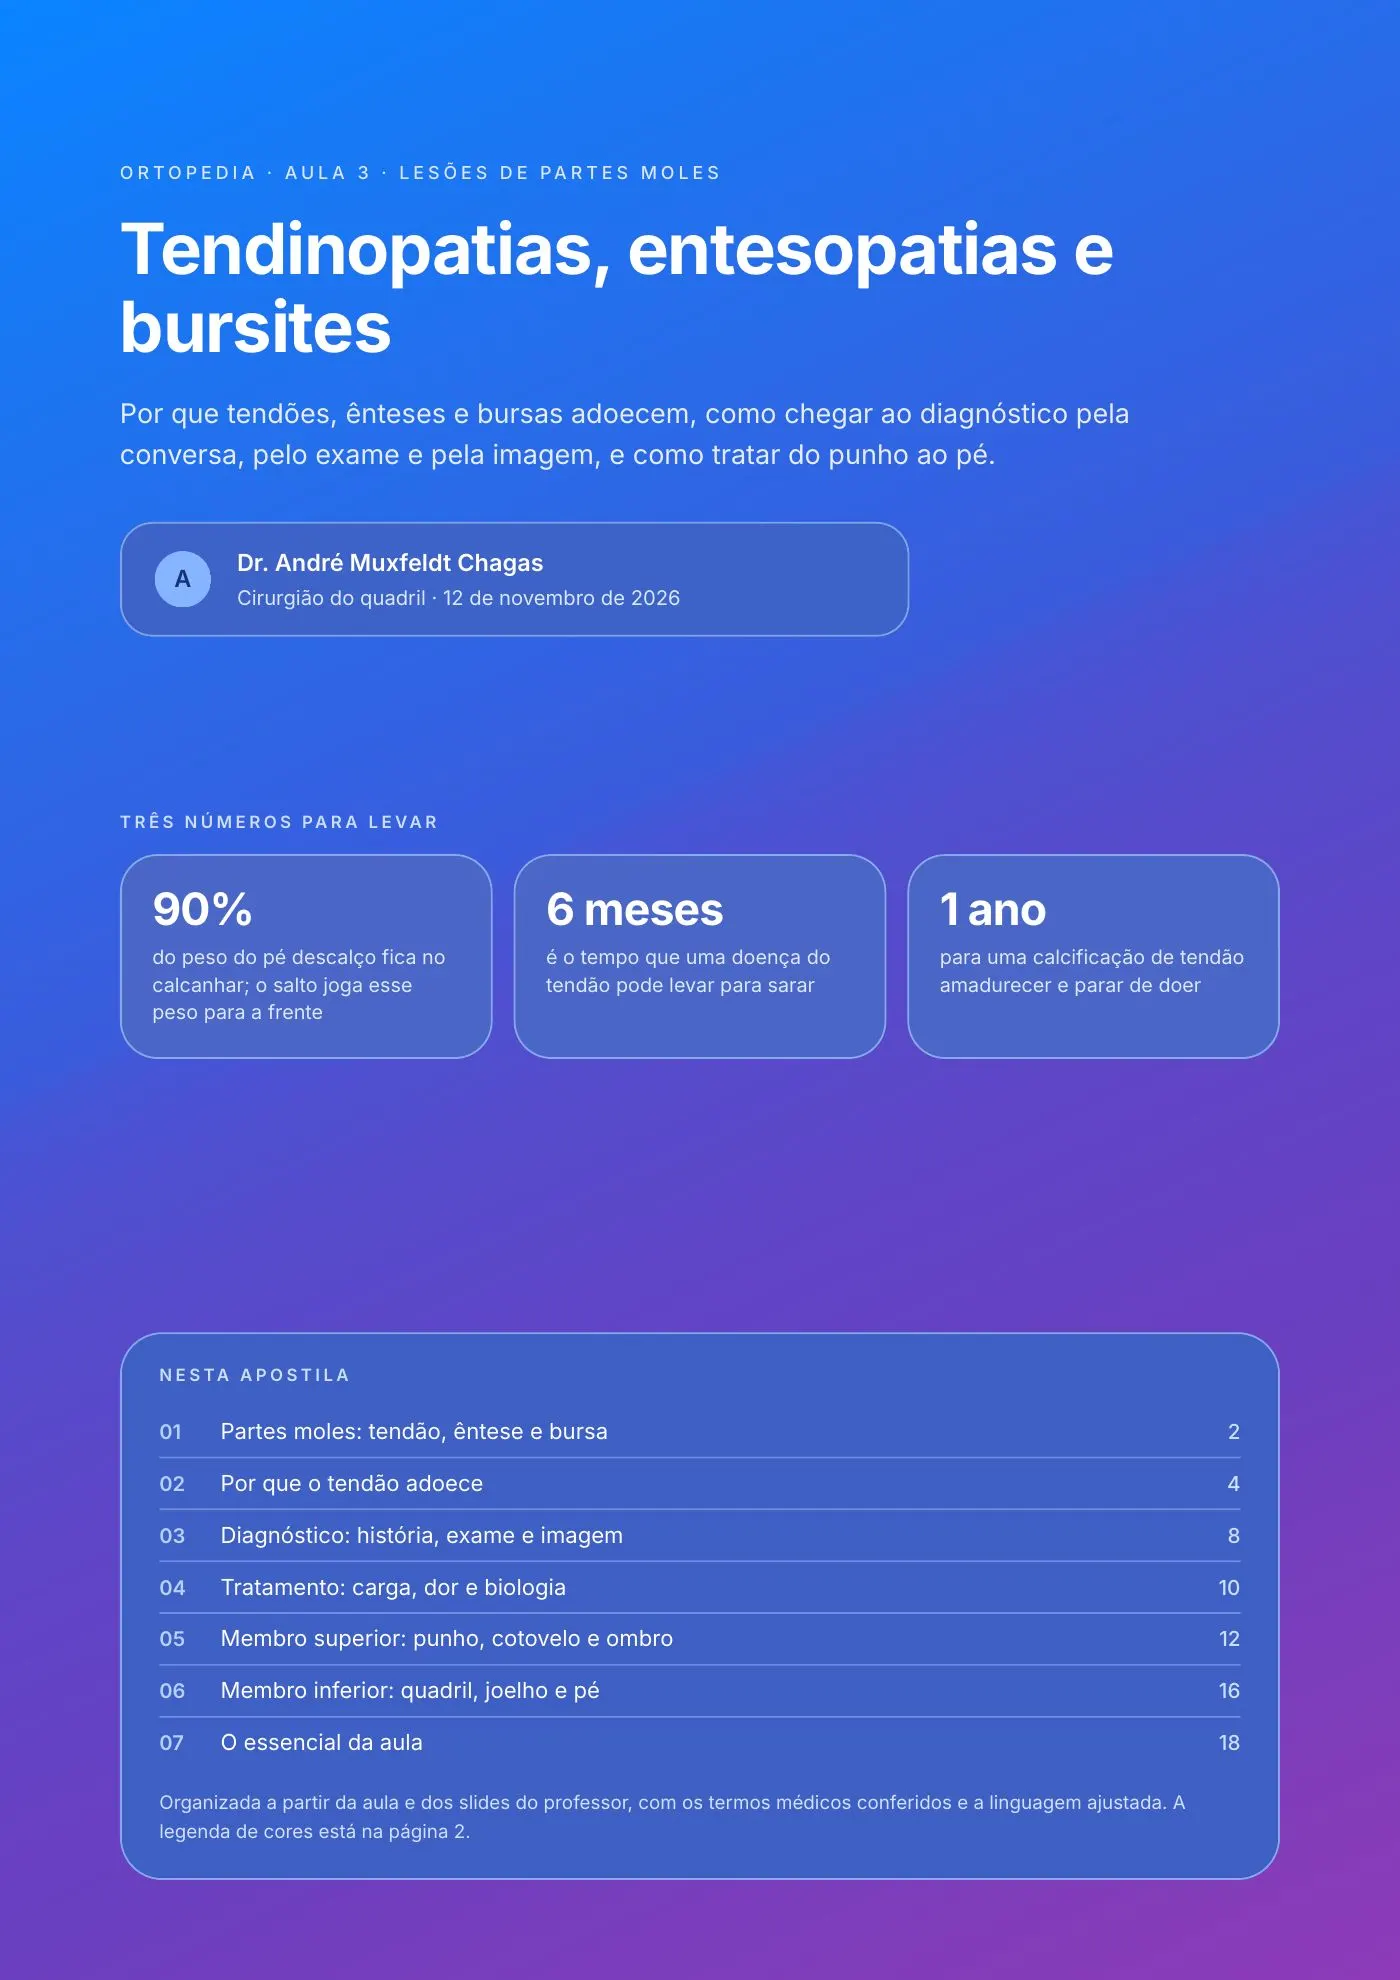 ORTOPEDIA · AULA 3 · LESÕES DE PARTES MOLES
Tendinopatias, entesopatias e
bursites
Por que tendões, ênteses e bursas adoecem, como chegar ao diagnóstico pela
conversa, pelo exame e pela imagem, e como tratar do punho ao pé.
A
Dr. André Muxfeldt Chagas
Cirurgião do quadril · 12 de novembro de 2026
TRÊS NÚMEROS PARA LEVAR
90%
do peso do pé descalço fica no
calcanhar; o salto joga esse
peso para a frente
6 meses
é o tempo que uma doença do
tendão pode levar para sarar
1 ano
para uma calcificação de tendão
amadurecer e parar de doer
NESTA APOSTILA
01 Partes moles: tendão, êntese e bursa 2
02 Por que o tendão adoece 4
03 Diagnóstico: história, exame e imagem 8
04 Tratamento: carga, dor e biologia 10
05 Membro superior: punho, cotovelo e ombro 12
06 Membro inferior: quadril, joelho e pé 16
07 O essencial da aula 18
Organizada a partir da aula e dos slides do professor, com os termos médicos conferidos e a linguagem ajustada. A
legenda de cores está na página 2.